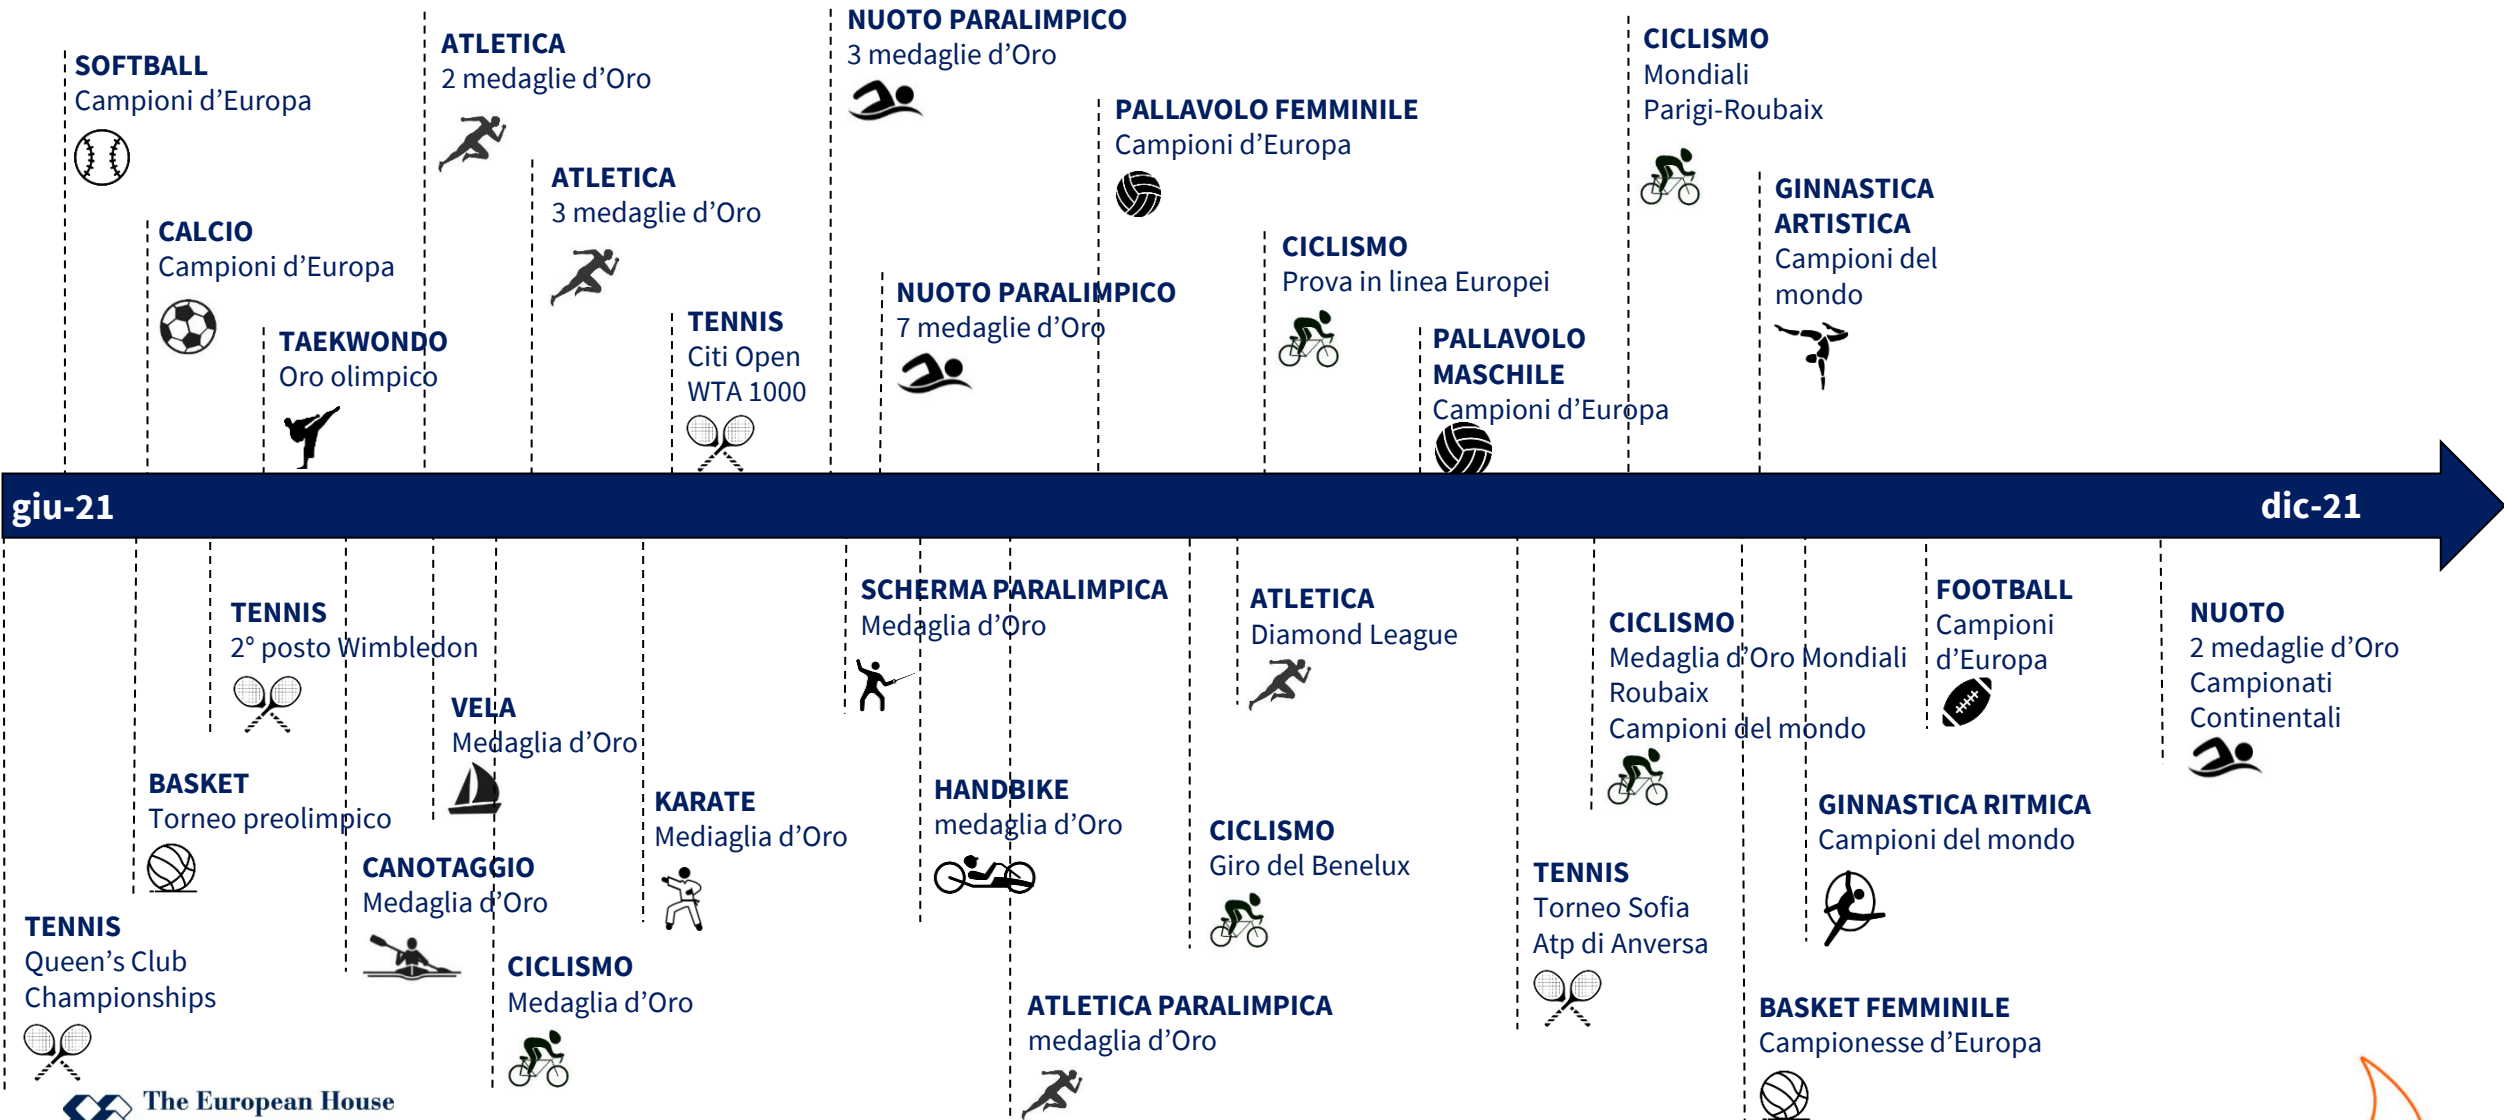 NUOTO PARALIMPICO
3 medaglie d’Oro
CICLISMO
Mondiali
Parigi-Roubaix
ATLETICA
2 medaglie d’Oro
SOFTBALL
Campioni d’Europa
PALLAVOLO FEMMINILE
Campioni d’Europa
ATLETICA
3 medaglie d’Oro
GINNASTICA
ARTISTICA
Campioni del
mondo
CALCIO
Campioni d’Europa
CICLISMO
Prova in linea Europei
NUOTO PARALIMPICO
7 medaglie d’Oro
TENNIS
Citi Open
WTA 1000
TAEKWONDO
Oro olimpico
PALLAVOLO
MASCHILE
Campioni d’Europa
giu-21
dic-21
SCHERMA PARALIMPICA
Medaglia d’Oro
ATLETICA
Diamond League
FOOTBALL
Campioni
d’Europa
TENNIS
2° posto Wimbledon
CICLISMO
Medaglia d’Oro Mondiali
Roubaix
Campioni del mondo
NUOTO
2 medaglie d’Oro
Campionati
Continentali
VELA
Medaglia d’Oro
BASKET
Torneo preolimpico
KARATE
Mediaglia d’Oro
HANDBIKE
medaglia d’Oro
CICLISMO
Giro del Benelux
GINNASTICA RITMICA
Campioni del mondo
CANOTAGGIO
Medaglia d’Oro
TENNIS
Torneo Sofia
Atp di Anversa
TENNIS
Queen’s Club
Championships
CICLISMO
Medaglia d’Oro
ATLETICA PARALIMPICA
medaglia d’Oro
BASKET FEMMINILE
Campionesse d’Europa
The European House